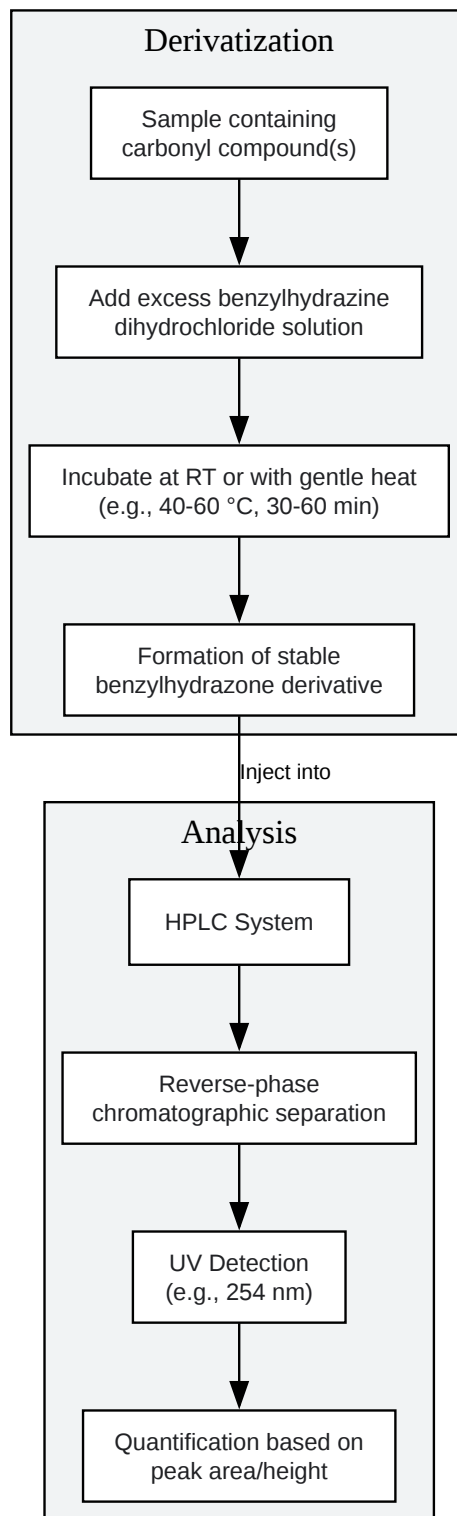 Derivatization
Sample containing
carbonyl compound(s)
Add excess benzylhydrazine
dihydrochloride solution
Incubate at RT or with gentle heat
(e.g., 40-60 °C, 30-60 min)
Formation of stable
benzylhydrazone derivative
Inject into
Analysis
HPLC System
Reverse-phase
chromatographic separation
UV Detection
(e.g., 254 nm)
Quantification based on
peak area/height